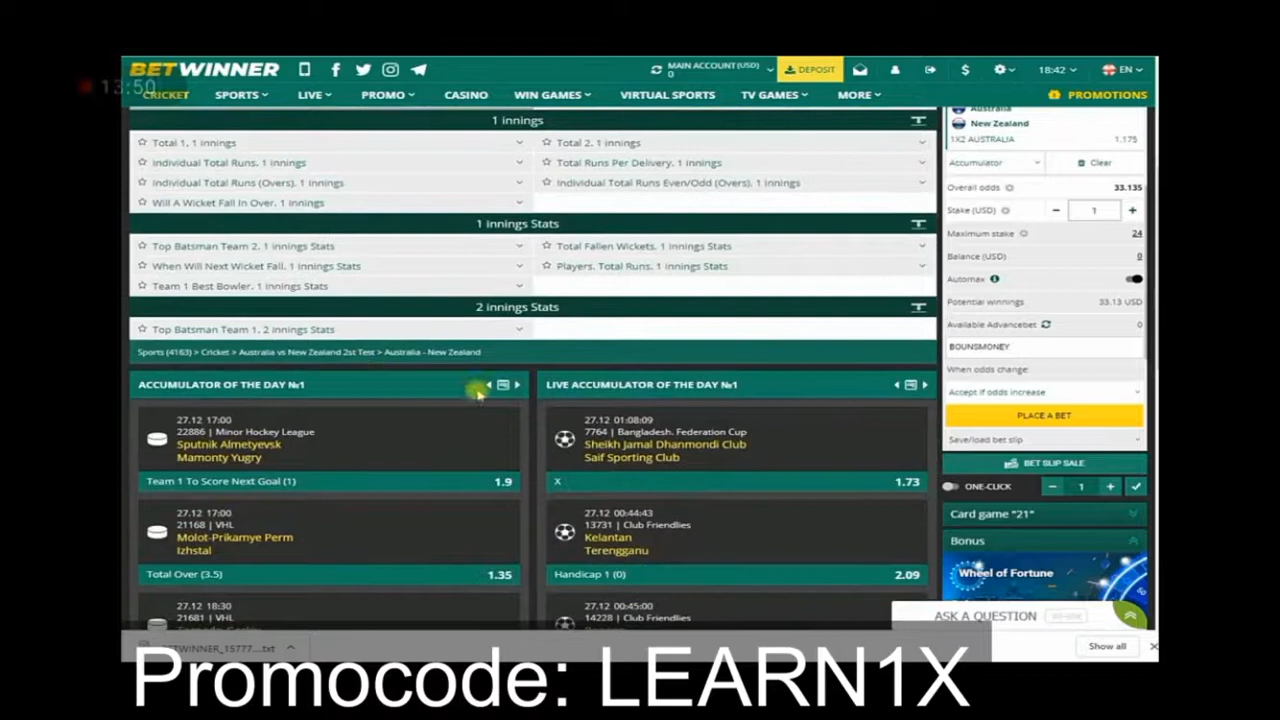 13:50
BETWINNER
MAIN ACCOUNT (USD)
0
DEPOSIT
$
18:42
EN
CRICKET
SPORTS
LIVE
PROMO
CASINO
WIN GAMES
VIRTUAL SPORTS
TV GAMES
MORE
PROMOTIONS
1 innings
Total 1. 1 innings
Total 2. 1 innings
Individual Total Runs. 1 innings
Total Runs Per Delivery. 1 innings
Individual Total Runs (Overs). 1 innings
Individual Total Runs Even/Odd (Overs). 1 innings
Will A Wicket Fall In Over. 1 innings
1 innings Stats
Top Batsman Team 2. 1 innings Stats
Total Fallen Wickets. 1 innings Stats
When Will Next Wicket Fall. 1 innings Stats
Players. Total Runs. 1 innings Stats
Team 1 Best Bowler. 1 innings Stats
2 innings Stats
Top Batsman Team 1. 2 innings Stats
Sports (4163) > Cricket > Australia vs New Zealand 2st Test > Australia - New Zealand
ACCUMULATOR OF THE DAY №1
27.12 17:00
22886 | Minor Hockey League
Sputnik Almetyevsk
Mamonty Yugry
Team 1 To Score Next Goal (1) 1.9
27.12 17:00
21168 | VHL
Molot-Prikamye Perm
Izhstal
Total Over (3.5) 1.35
27.12 18:30
21681 | VHL
LIVE ACCUMULATOR OF THE DAY №1
27.12 01:08:09
7764 | Bangladesh. Federation Cup
Sheikh Jamal Dhanmondi Club
Saif Sporting Club
X 1.73
27.12 00:44:43
13731 | Club Friendlies
Kelantan
Terengganu
Handicap 1 (0) 2.09
27.12 00:45:00
14228 | Club Friendlies
Australia
New Zealand
1X2 AUSTRALIA 1.175
Accumulator
Clear
Overall odds 33.135
Stake (USD) − 1 +
Maximum stake 24
Balance (USD) 0
Automax
Potential winnings 33.13 USD
Available Advancebet 0
BOUNSMONEY
When odds change:
Accept if odds increase
PLACE A BET
Save/load bet slip
BET SLIP SALE
ONE-CLICK − 1 +
Card game "21"
Bonus
Wheel of Fortune
ASK A QUESTION
BETWINNER_15777....txt
Show all
Promocode: LEARN1X